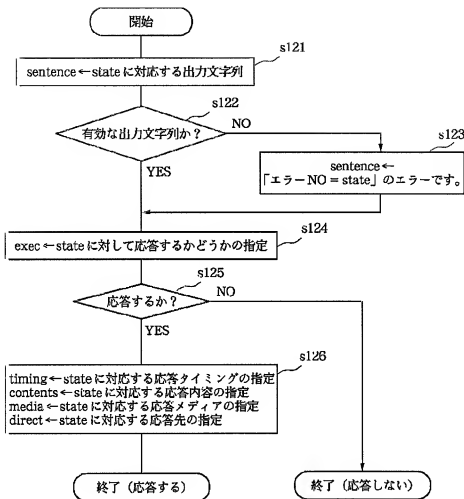 開始
s121
sentence←stateに対応する出力文字列
s122
有効な出力文字列か？
NO
s123
YES
sentence←
「エラーNO＝state」のエラーです。
s124
exec←stateに対して応答するかどうかの指定
s125
応答するか？
NO
YES
s126
timing←stateに対応する応答タイミングの指定
contents←stateに対応する応答内容の指定
media←stateに対応する応答メディアの指定
direct←stateに対応する応答先の指定
終了（応答する）
終了（応答しない）